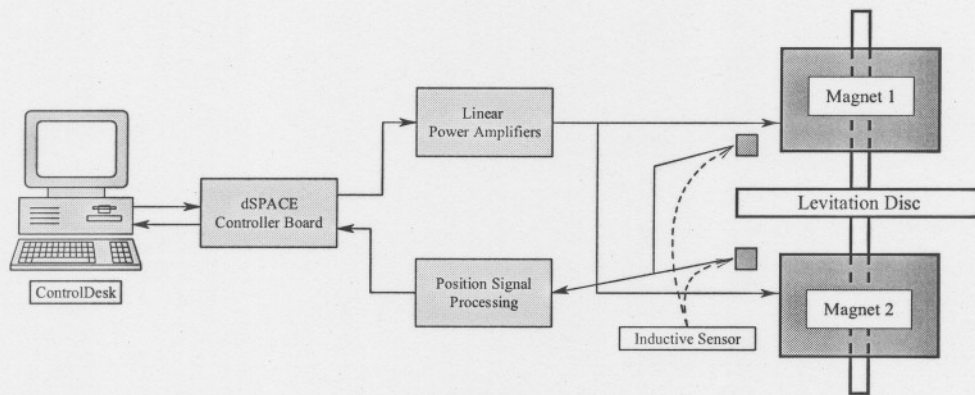 Linear
Power Amplifiers
Magnet 1
dSPACE
Controller Board
Levitation Disc
ControlDesk
Position Signal
Processing
Inductive Sensor
Magnet 2